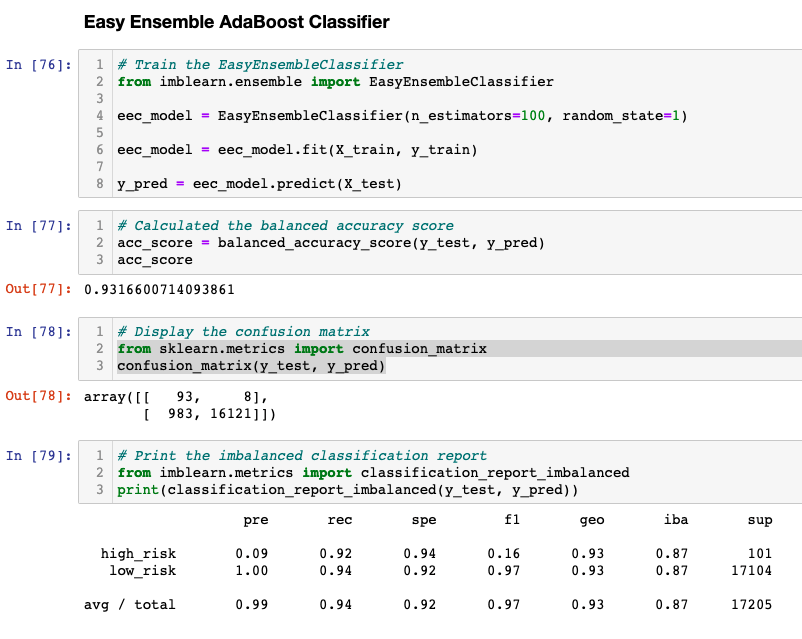 Easy Ensemble AdaBoost Classifier
In [76]:
1 # Train the EasyEnsembleClassifier
2 from imblearn.ensemble import EasyEnsembleClassifier
3
4 eec_model = EasyEnsembleClassifier(n_estimators=100, random_state=1)
5
6 eec_model = eec_model.fit(X_train, y_train)
7
8 y_pred = eec_model.predict(X_test)
In [77]:
1 # Calculated the balanced accuracy score
2 acc_score = balanced_accuracy_score(y_test, y_pred)
3 acc_score
Out[77]: 0.9316600714093861
In [78]:
1 # Display the confusion matrix
2 from sklearn.metrics import confusion_matrix
3 confusion_matrix(y_test, y_pred)
Out[78]: array([[   93,     8],
       [  983, 16121]])
In [79]:
1 # Print the imbalanced classification report
2 from imblearn.metrics import classification_report_imbalanced
3 print(classification_report_imbalanced(y_test, y_pred))
pre rec spe f1 geo iba sup
high_risk 0.09 0.92 0.94 0.16 0.93 0.87 101
low_risk 1.00 0.94 0.92 0.97 0.93 0.87 17104
avg / total 0.99 0.94 0.92 0.97 0.93 0.87 17205